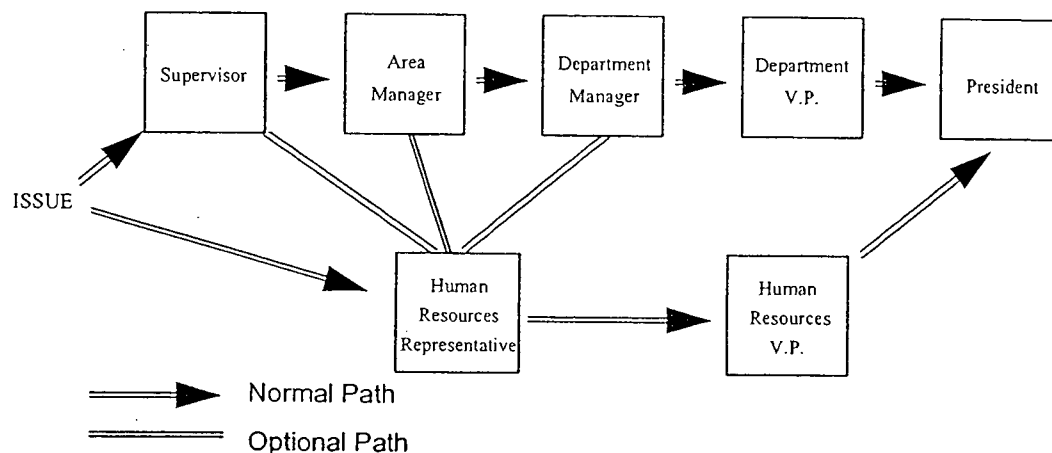 Supervisor
Area
Manager
Department
Manager
Department
V.P.
President
ISSUE
Human
Resources
Representative
Human
Resources
V.P.
Normal Path
Optional Path